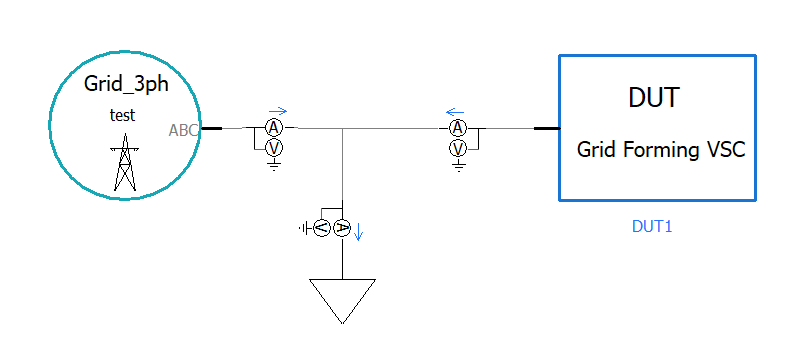 Grid_3ph
test
ABC
A
V
A
V
DUT
Grid Forming VSC
DUT1
V
A